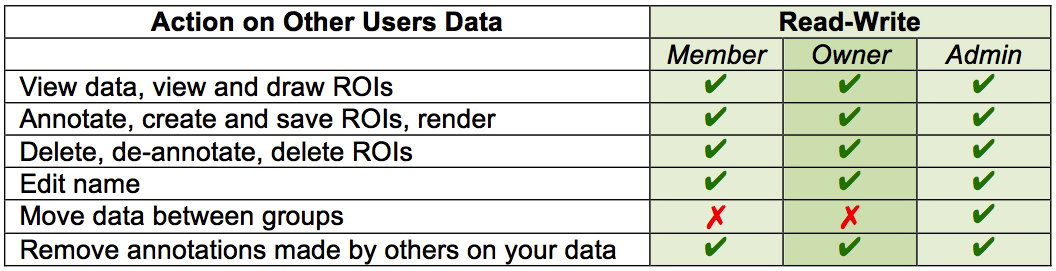 Action on Other Users Data Read-Write
Member Owner Admin
View data, view and draw ROIs ✔ ✔ ✔
Annotate, create and save ROIs, render ✔ ✔ ✔
Delete, de-annotate, delete ROIs ✔ ✔ ✔
Edit name ✔ ✔ ✔
Move data between groups ✗ ✗ ✔
Remove annotations made by others on your data ✔ ✔ ✔